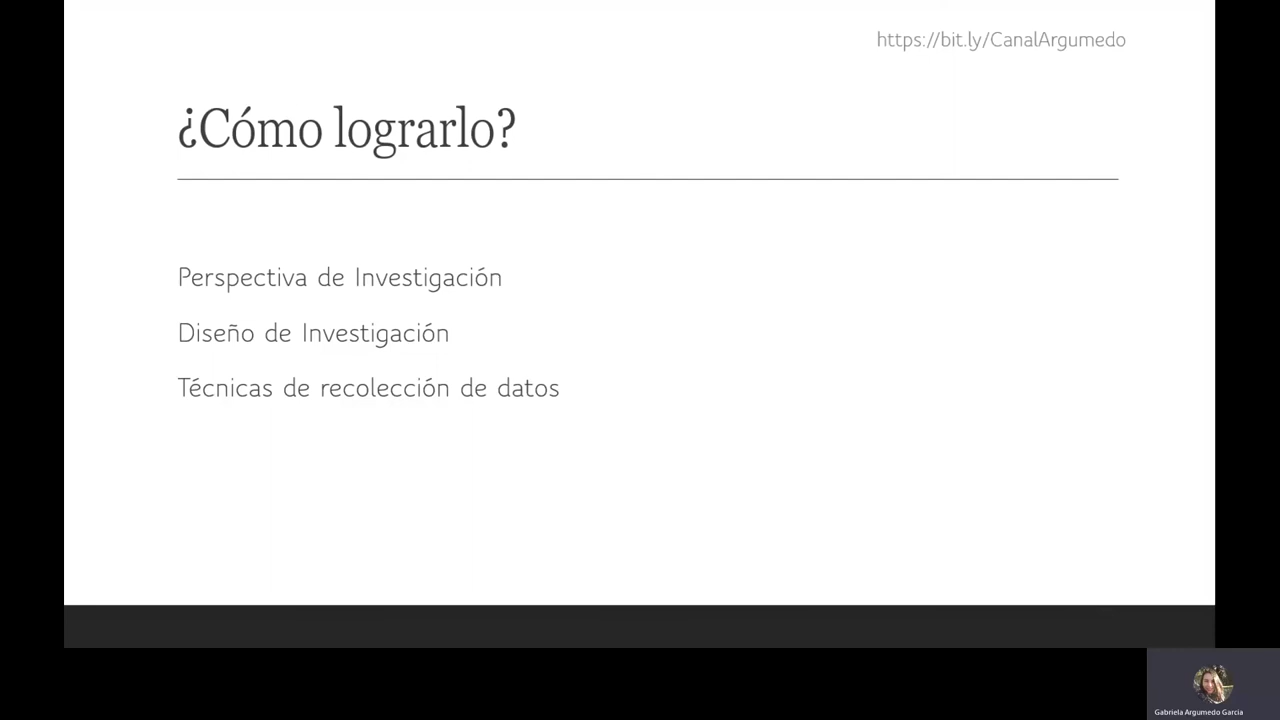 https://bit.ly/CanalArgumedo
¿Cómo lograrlo?
Perspectiva de Investigación
Diseño de Investigación
Técnicas de recolección de datos
Gabriela Argumedo Garcia